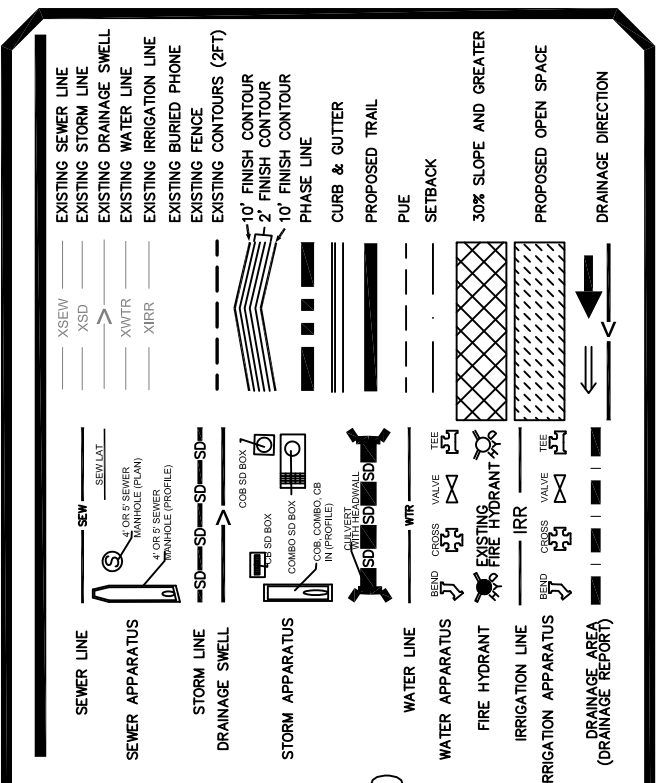 SEWER LINE
SEW
SEW LAT
SEWER APPARATUS
S
4' OR 5' SEWER
MANHOLE (PLAN)
4' OR 5' SEWER
MANHOLE (PROFILE)
STORM LINE
SD SD SD SD
DRAINAGE SWELL
STORM APPARATUS
CB SD BOX
COB SD BOX
COMBO SD BOX
COB, COMBO, CB
IN (PROFILE)
CULVERT
WITH HEADWALL
SD SD SD
WATER LINE
WTR
WATER APPARATUS
BEND CROSS VALVE TEE
FIRE HYDRANT
EXISTING
FIRE HYDRANT
IRRIGATION LINE
IRR
IRRIGATION APPARATUS
BEND CROSS VALVE TEE
DRAINAGE AREA
(DRAINAGE REPORT)
XSEW EXISTING SEWER LINE
XSD EXISTING STORM LINE
EXISTING DRAINAGE SWELL
XWTR EXISTING WATER LINE
XIRR EXISTING IRRIGATION LINE
EXISTING BURIED PHONE
EXISTING FENCE
EXISTING CONTOURS (2FT)
10' FINISH CONTOUR
2' FINISH CONTOUR
10' FINISH CONTOUR
PHASE LINE
CURB & GUTTER
PROPOSED TRAIL
PUE
SETBACK
30% SLOPE AND GREATER
PROPOSED OPEN SPACE
DRAINAGE DIRECTION